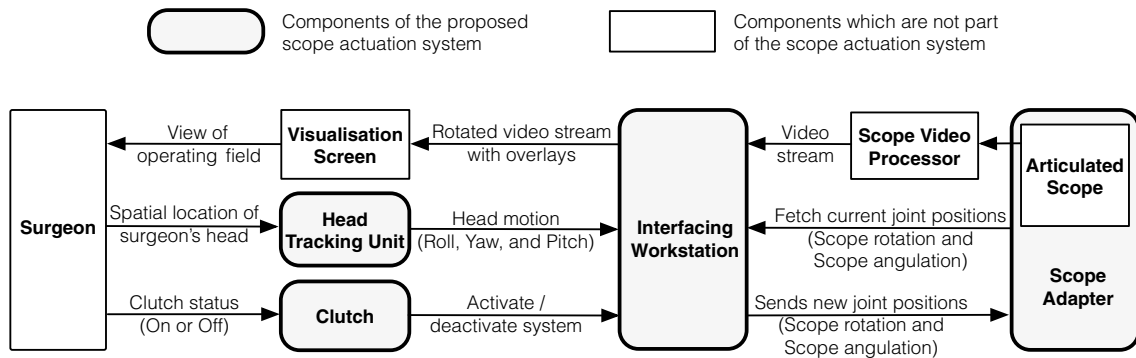 Components of the proposed
scope actuation system
Components which are not part
of the scope actuation system
Surgeon
View of
operating field
Visualisation
Screen
Rotated video stream
with overlays
Spatial location of
surgeon's head
Head
Tracking Unit
Head motion
(Roll, Yaw, and Pitch)
Clutch status
(On or Off)
Clutch
Activate /
deactivate system
Interfacing
Workstation
Video
stream
Scope Video
Processor
Articulated
Scope
Fetch current joint positions
(Scope rotation and
Scope angulation)
Sends new joint positions
(Scope rotation and
Scope angulation)
Scope
Adapter